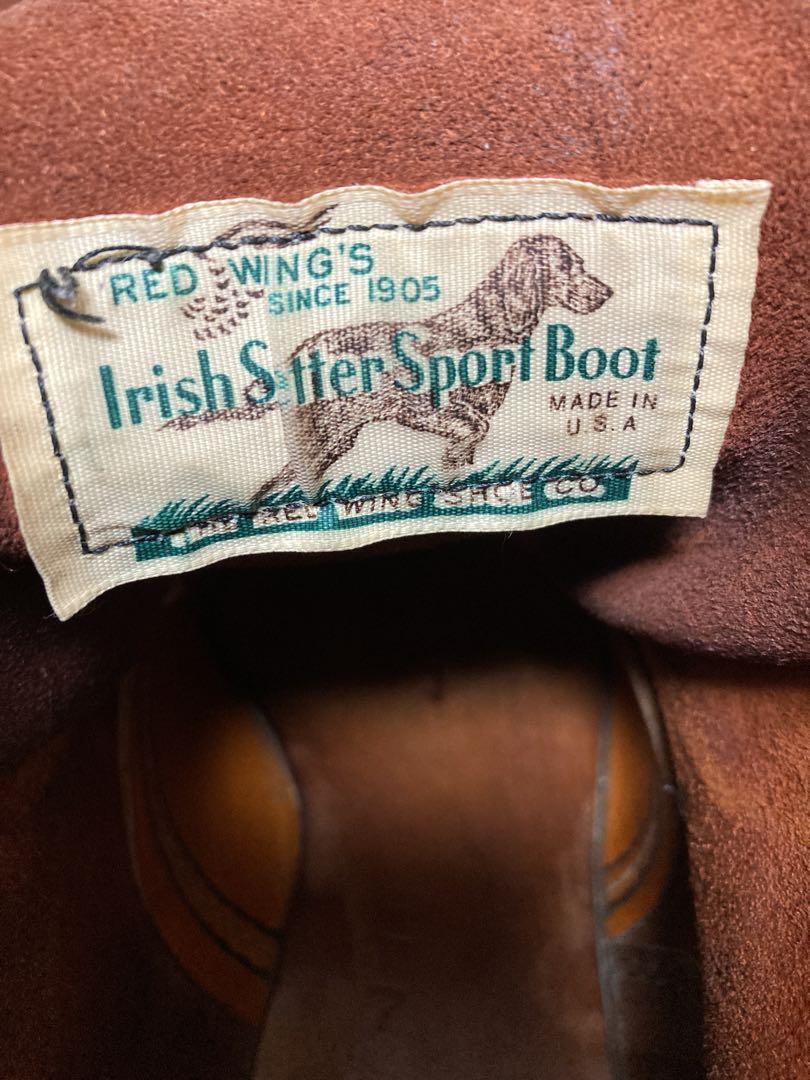 RED WING'S
SINCE 1905
Irish Setter Sport Boot
MADE IN
U.S.A
RED WING SHOE CO.